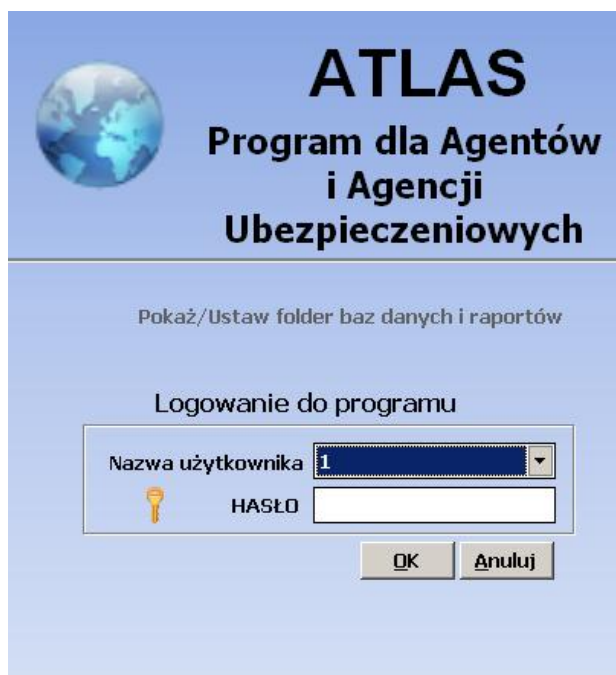 ATLAS
Program dla Agentów
i Agencji
Ubezpieczeniowych
Pokaż/Ustaw folder baz danych i raportów
Logowanie do programu
Nazwa użytkownika 1
HASŁO
OK Anuluj